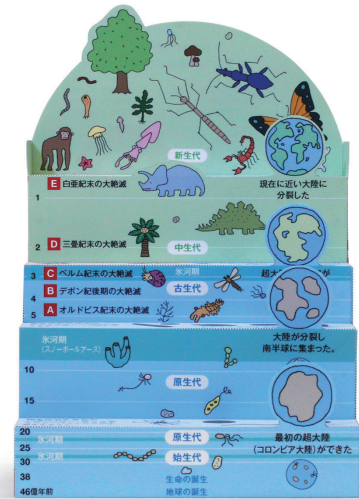 新生代
E 白亜紀末の大絶滅
現在に近い大陸に
分裂した
1
D 三畳紀末の大絶滅
2
中生代
3
C ペルム紀末の大絶滅
氷河期
超大
が
B デボン紀後期の大絶滅
4
古生代
A オルドビス紀末の大絶滅
5
氷河期
(スノーボールアース)
大陸が分裂し
南半球に集まった。
10
原生代
15
20
氷河期
原生代
最初の超大陸
(コロンビア大陸)ができた
25
氷河期
始生代
30
38
生命の誕生
46億年前
地球の誕生